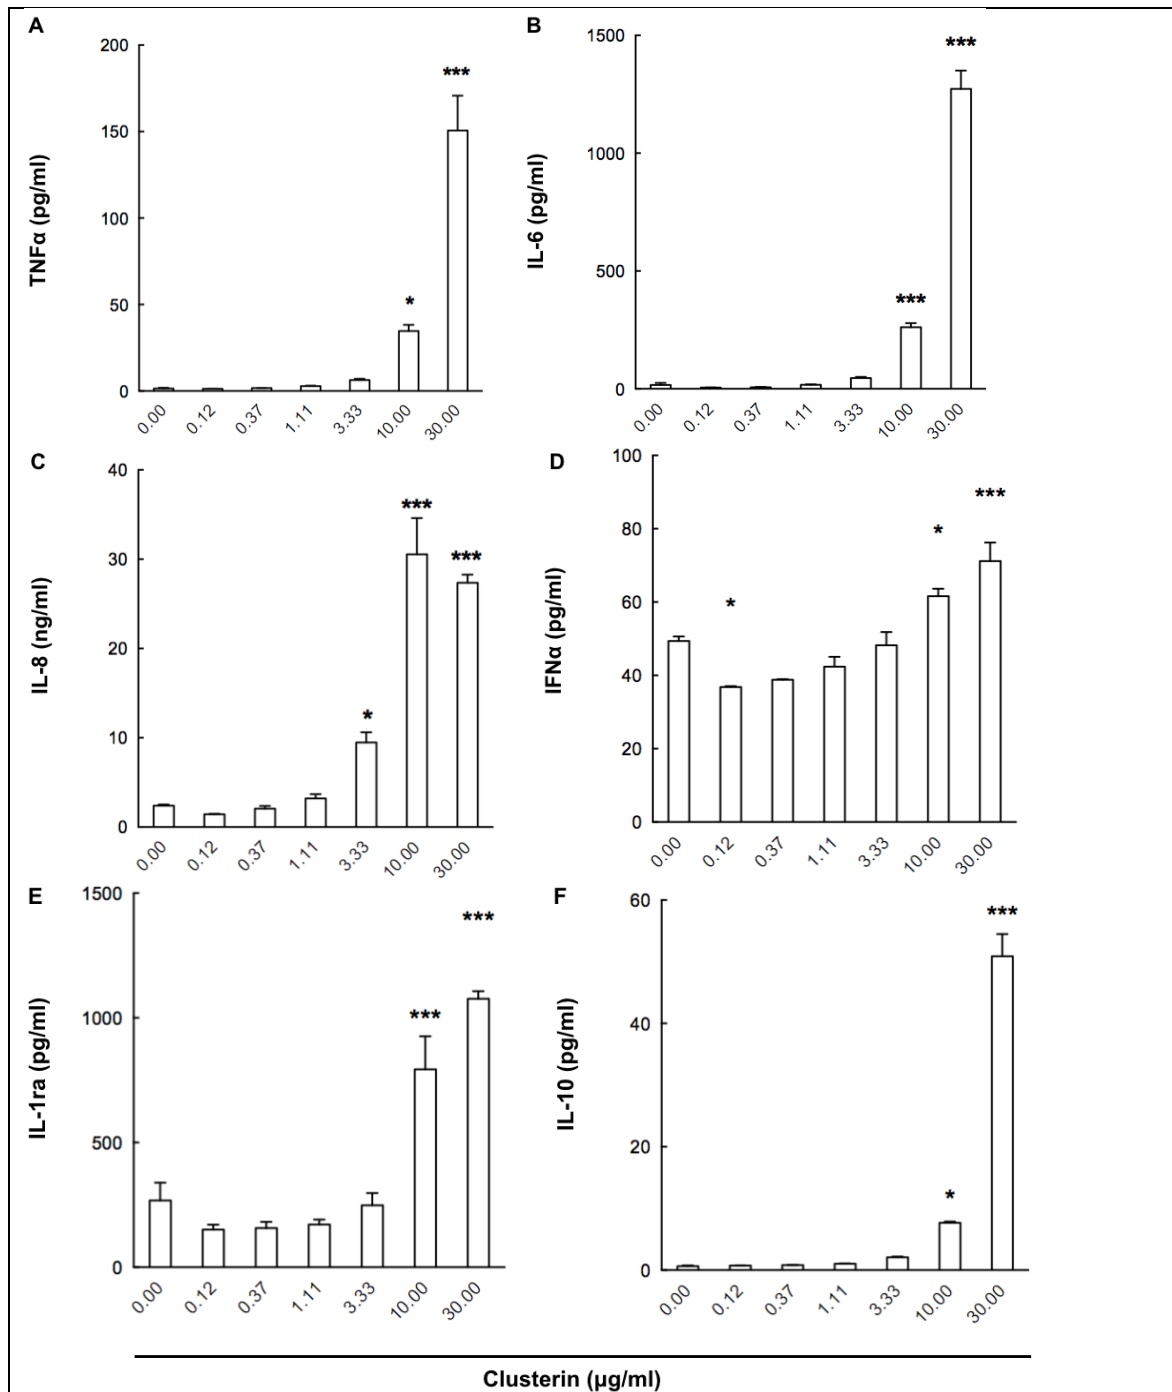 A
TNFα (pg/ml)
200
150
100
50
0
*
***
0.00 0.12 0.37 1.11 3.33 10.00 30.00
B
IL-6 (pg/ml)
1500
1000
500
0
***
***
0.00 0.12 0.37 1.11 3.33 10.00 30.00
C
IL-8 (ng/ml)
40
30
20
10
0
*
***
***
0.00 0.12 0.37 1.11 3.33 10.00 30.00
D
IFNα (pg/ml)
100
80
60
40
20
0
*
*
***
0.00 0.12 0.37 1.11 3.33 10.00 30.00
E
IL-1ra (pg/ml)
1500
1000
500
0
***
***
0.00 0.12 0.37 1.11 3.33 10.00 30.00
F
IL-10 (pg/ml)
60
40
20
0
*
***
0.00 0.12 0.37 1.11 3.33 10.00 30.00
Clusterin (μg/ml)